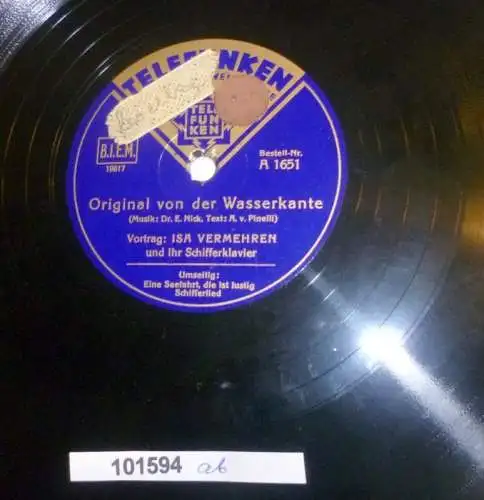 TELEFUNKEN
TELE
FUN
KEN
B.I.E.M.
19617
Bestell-Nr.
A 1651
Original von der Wasserkante
(Musik: Dr. E. Nick, Text: A. v. Pinelli)
Vortrag: ISA VERMEHREN
und ihr Schifferklavier
Umseitig:
Eine Seefahrt, die ist lustig
Schifferlied
101594 ab